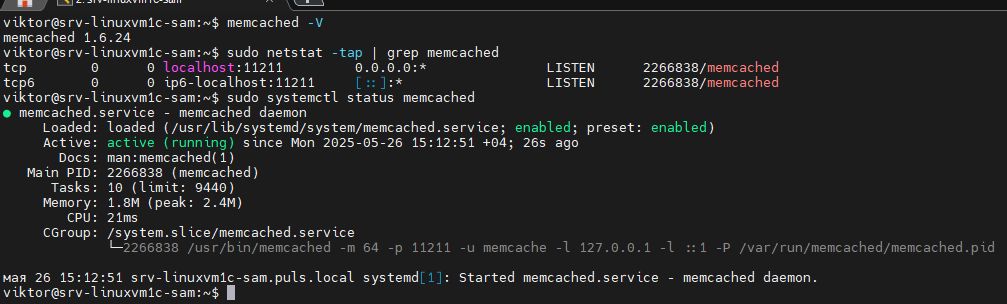 2. srv-linuxvm1c-sam
viktor@srv-linuxvm1c-sam:~$ memcached -V
memcached 1.6.24
viktor@srv-linuxvm1c-sam:~$ sudo netstat -tap | grep memcached
tcp        0      0 localhost:11211         0.0.0.0:*               LISTEN      2266838/memcached
tcp6       0      0 ip6-localhost:11211     [::]:*                  LISTEN      2266838/memcached
viktor@srv-linuxvm1c-sam:~$ sudo systemctl status memcached
● memcached.service - memcached daemon
     Loaded: loaded (/usr/lib/systemd/system/memcached.service; enabled; preset: enabled)
     Active: active (running) since Mon 2025-05-26 15:12:51 +04; 26s ago
       Docs: man:memcached(1)
   Main PID: 2266838 (memcached)
      Tasks: 10 (limit: 9440)
     Memory: 1.8M (peak: 2.4M)
        CPU: 21ms
     CGroup: /system.slice/memcached.service
             └─2266838 /usr/bin/memcached -m 64 -p 11211 -u memcache -l 127.0.0.1 -l ::1 -P /var/run/memcached/memcached.pid
мая 26 15:12:51 srv-linuxvm1c-sam.puls.local systemd[1]: Started memcached.service - memcached daemon.
viktor@srv-linuxvm1c-sam:~$